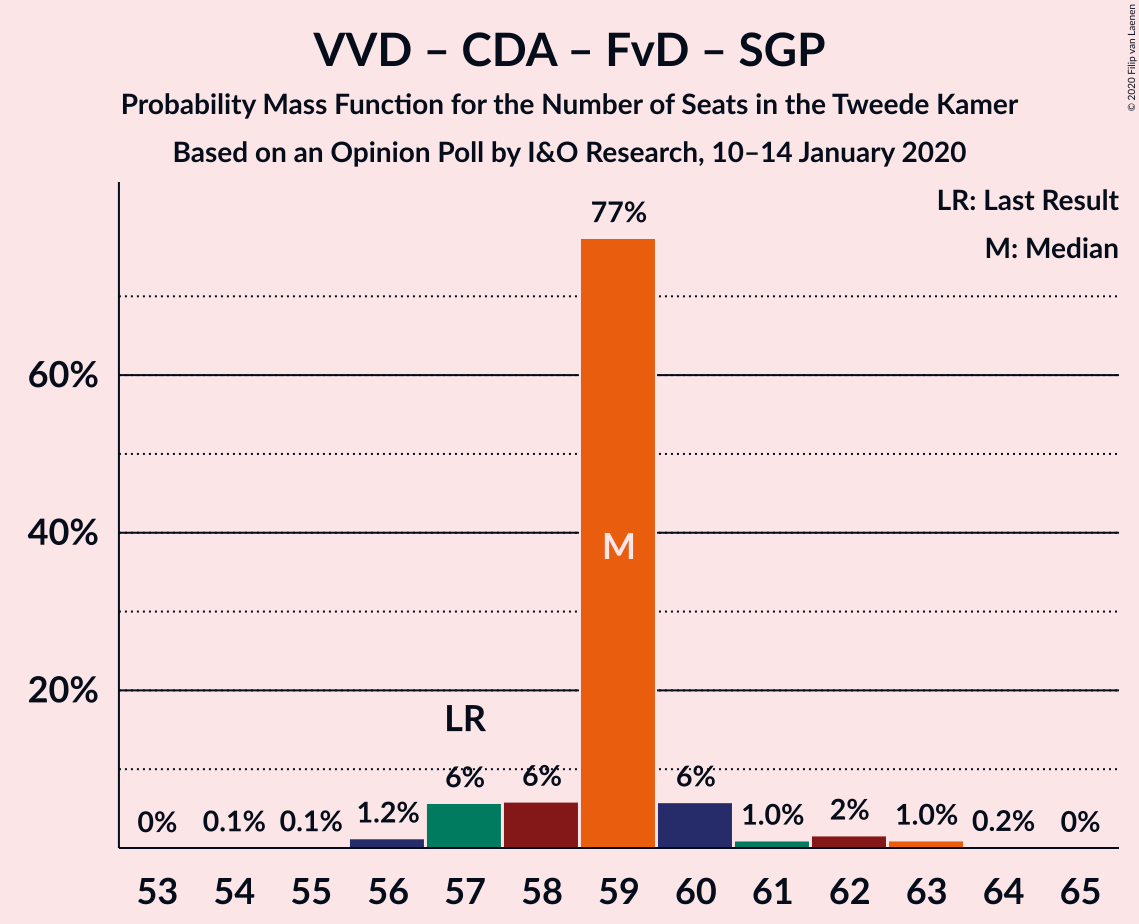 VVD – CDA – FvD – SGP
Probability Mass Function for the Number of Seats in the Tweede Kamer
Based on an Opinion Poll by I&O Research, 10–14 January 2020
© 2020 Filip van Laenen
LR: Last Result
M: Median
77%
60%
40%
M
20%
LR
0% 0.1% 0.1% 1.2% 6% 6% 6% 1.0% 2% 1.0% 0.2% 0%
53 54 55 56 57 58 59 60 61 62 63 64 65